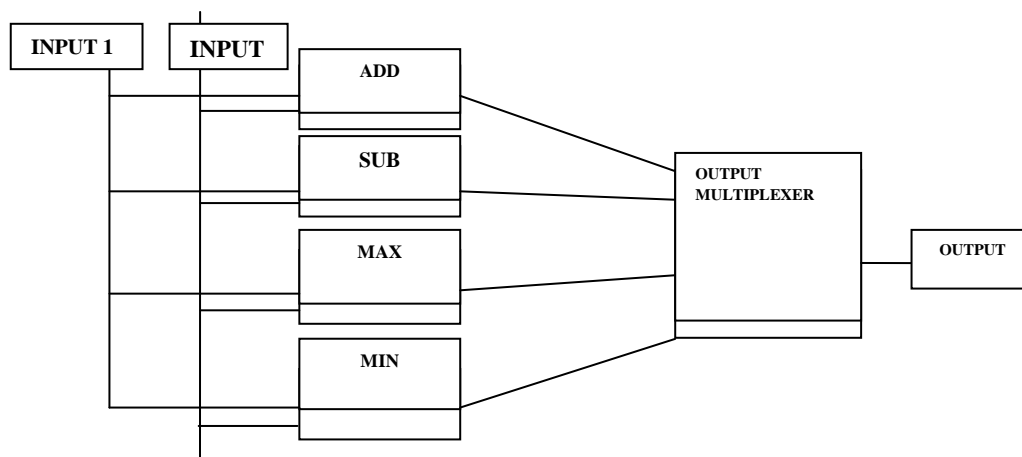 INPUT 1
INPUT
ADD
SUB
MAX
MIN
OUTPUT
MULTIPLEXER
OUTPUT